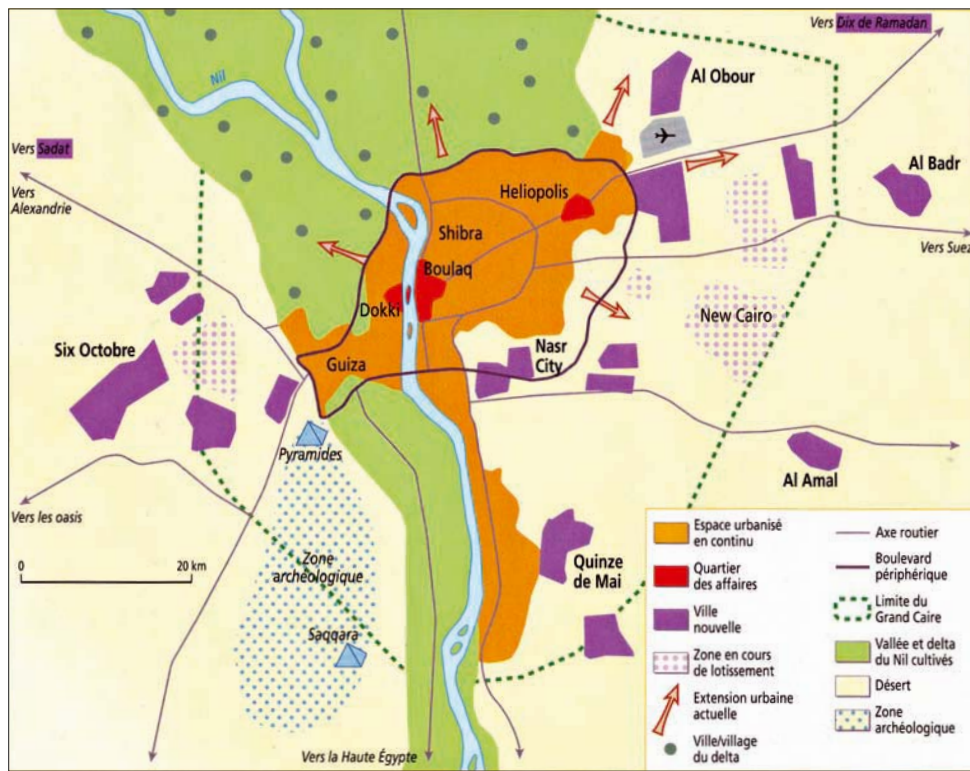 Vers Dix de Ramadan
Al Obour
Nil
Vers Sadat
Vers
Alexandrie
Al Badr
Heliopolis
Shibra
Vers Suez
Boulaq
Dokki
New Cairo
Six Octobre
Guiza
Nasr
City
Pyramides
Al Amal
Vers les oasis
Quinze
de Mai
0 20 km
Zone
archéologique
Saqqara
Vers la Haute Égypte
Espace urbanisé
en continu
Quartier
des affaires
Ville
nouvelle
Zone en cours
de lotissement
Extension urbaine
actuelle
Ville/village
du delta
Axe routier
Boulevard
périphérique
Limite du
Grand Caire
Vallée et delta
du Nil cultivés
Désert
Zone
archéologique